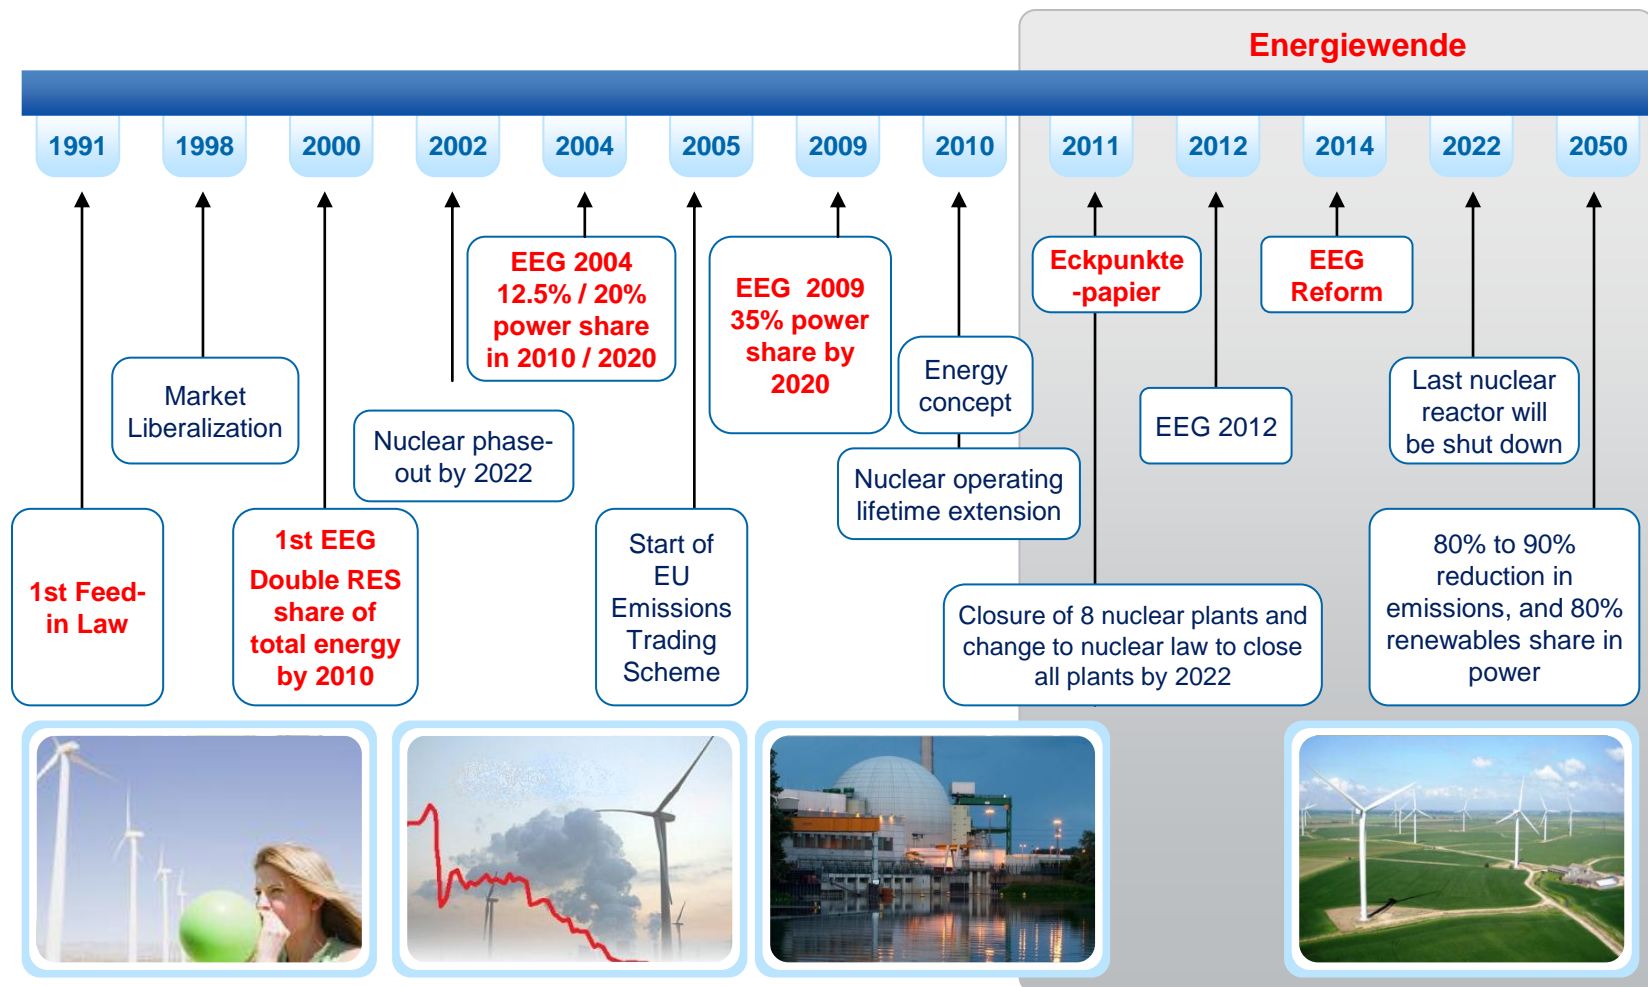 Energiewende
1991
1998
2000
2002
2004
2005
2009
2010
2011
2012
2014
2022
2050
1st Feed-
in Law
Market
Liberalization
1st EEG
Double RES
share of
total energy
by 2010
Nuclear phase-
out by 2022
EEG 2004
12.5% / 20%
power share
in 2010 / 2020
Start of
EU
Emissions
Trading
Scheme
EEG 2009
35% power
share by
2020
Energy
concept
Nuclear operating
lifetime extension
Eckpunkte
-papier
Closure of 8 nuclear plants and
change to nuclear law to close
all plants by 2022
EEG 2012
EEG
Reform
Last nuclear
reactor will
be shut down
80% to 90%
reduction in
emissions, and 80%
renewables share in
power